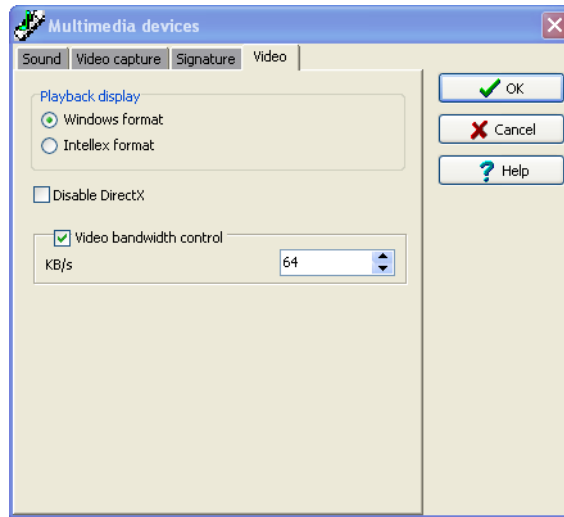 Multimedia devices
Sound Video capture Signature Video
Playback display
Windows format
Intellex format
Disable DirectX
Video bandwidth control
KB/s 64
OK
Cancel
Help